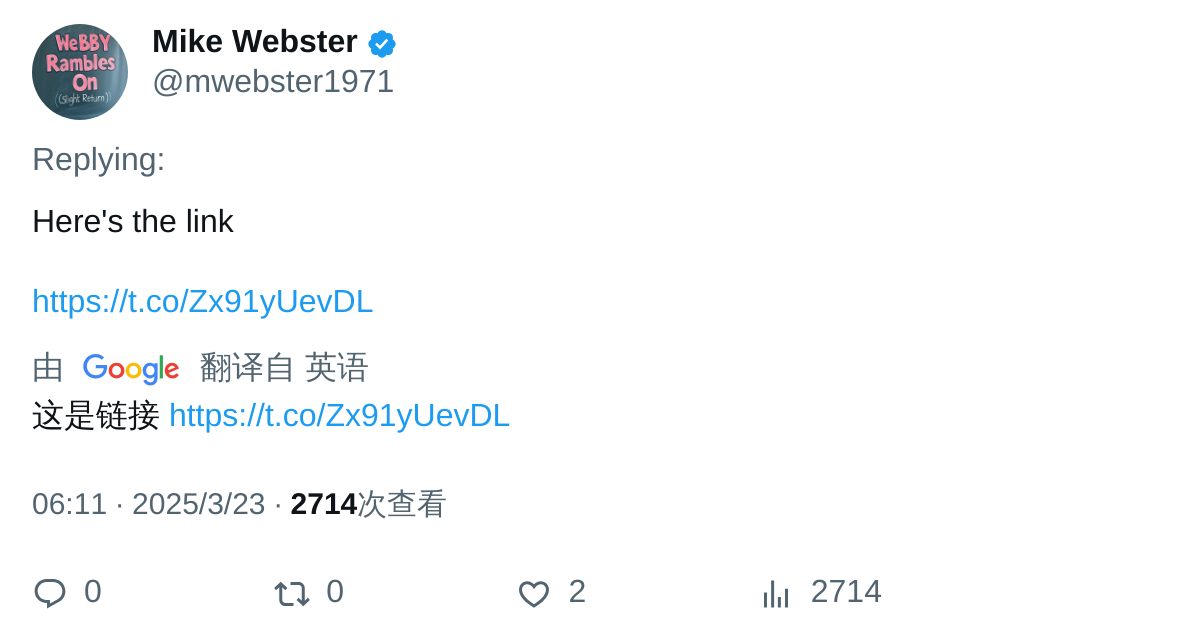 WeBBY
Rambles
On
((Slight Return))
Mike Webster
@mwebster1971
Replying:
Here's the link
https://t.co/Zx91yUevDL
由 Google 翻译自 英语
这是链接 https://t.co/Zx91yUevDL
06:11 · 2025/3/23 · 2714次查看
0 0 2 2714